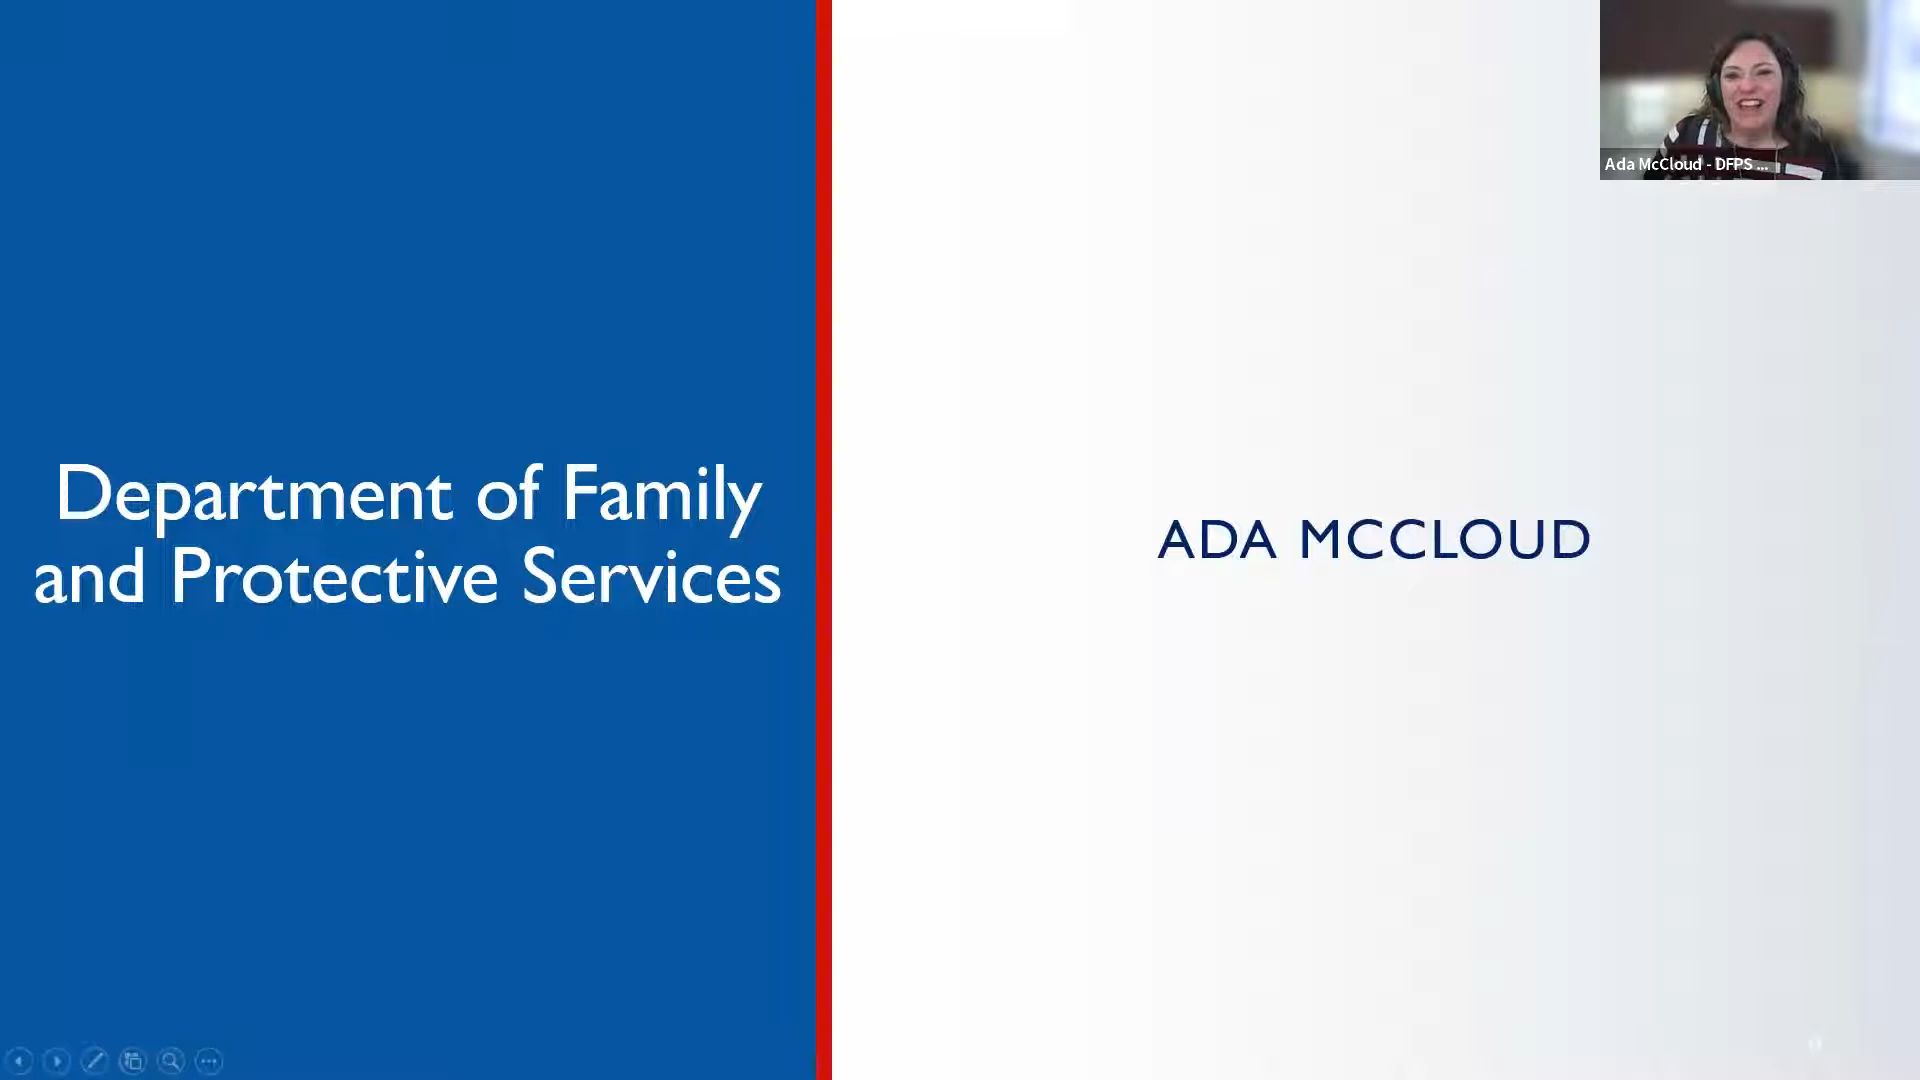 Department of Family
and Protective Services
ADA MCCLOUD
Ada McCloud - DFPS ...